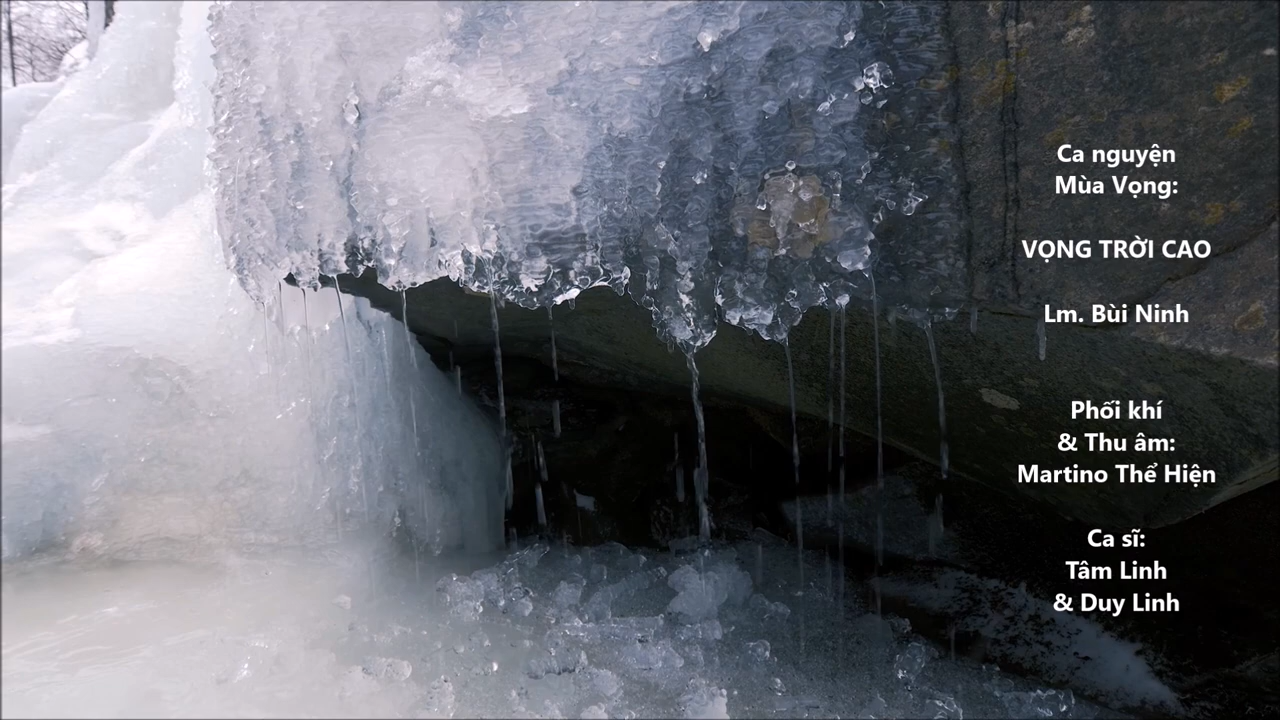 Ca nguyện
Mùa Vọng:
VỌNG TRỜI CAO
Lm. Bùi Ninh
Phối khí
& Thu âm:
Martino Thể Hiện
Ca sĩ:
Tâm Linh
& Duy Linh